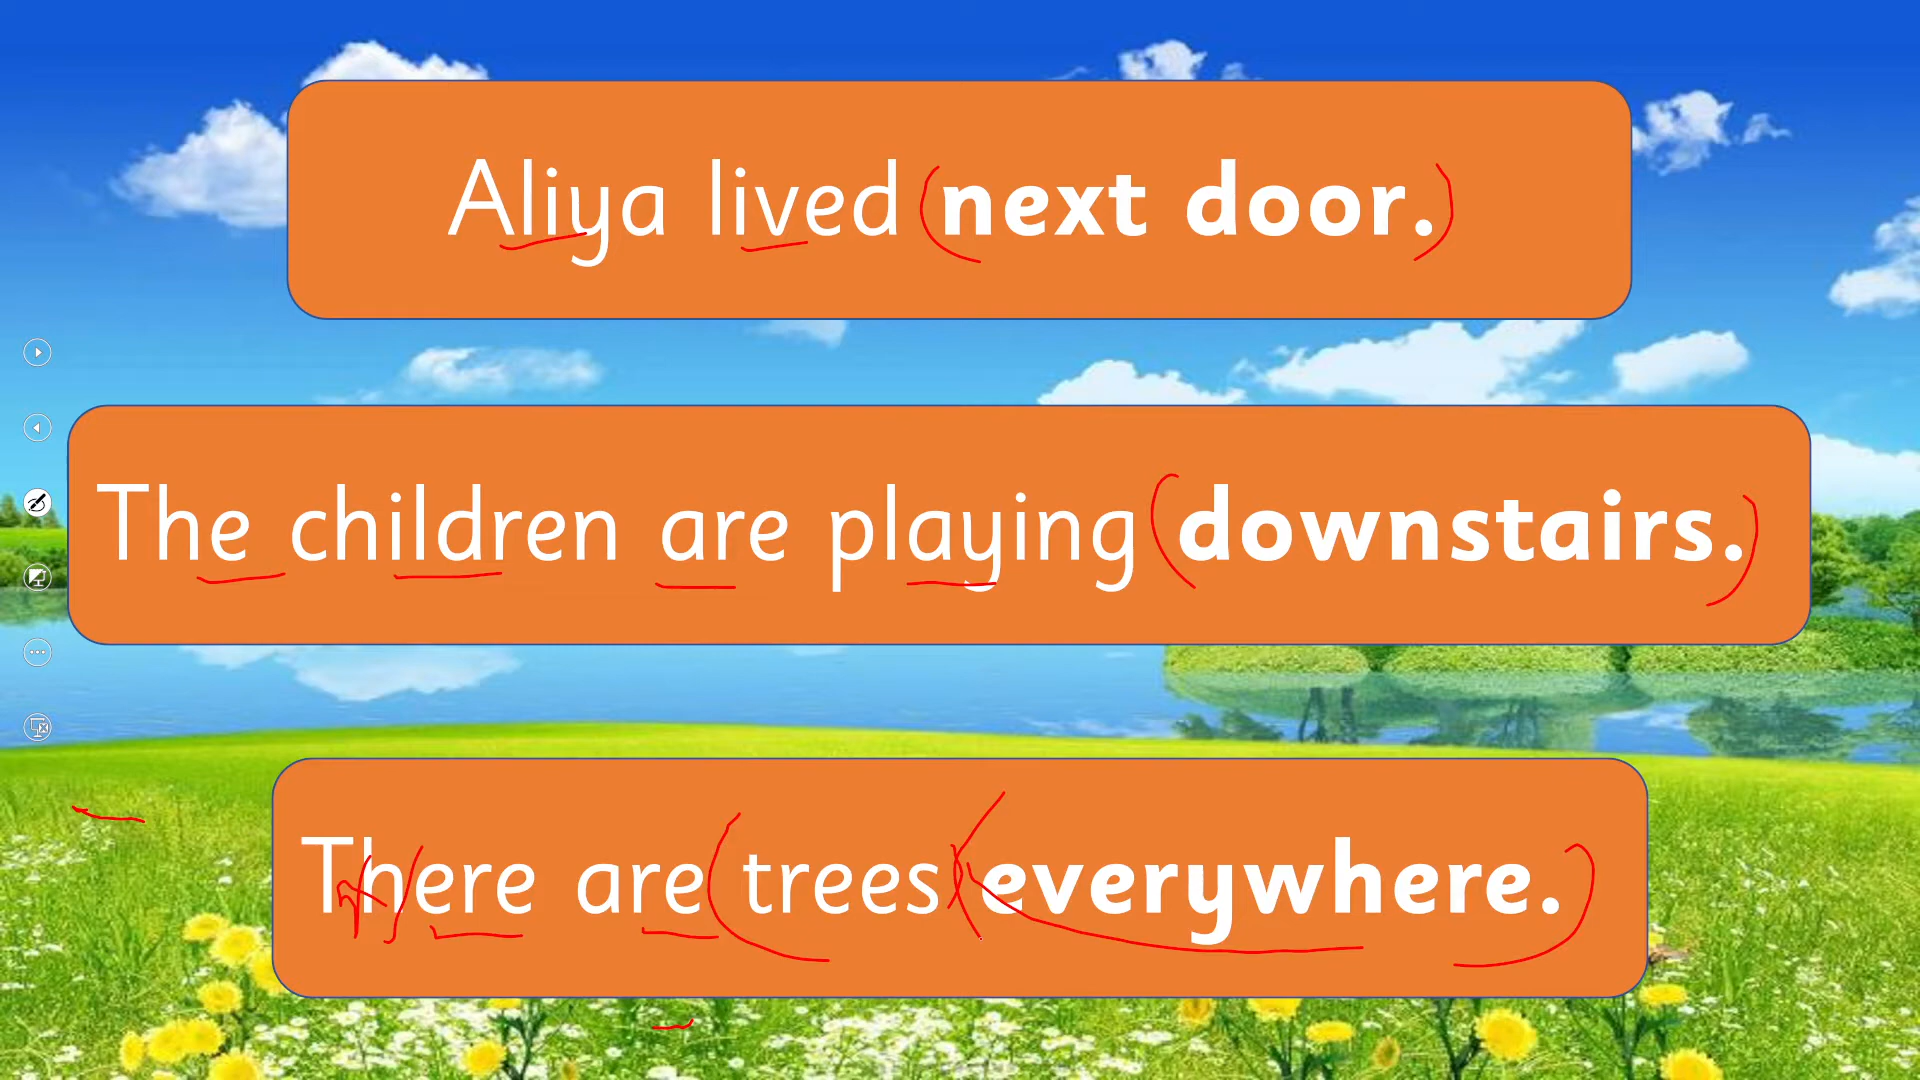 Aliya lived next door.
The children are playing downstairs.
There are trees everywhere.